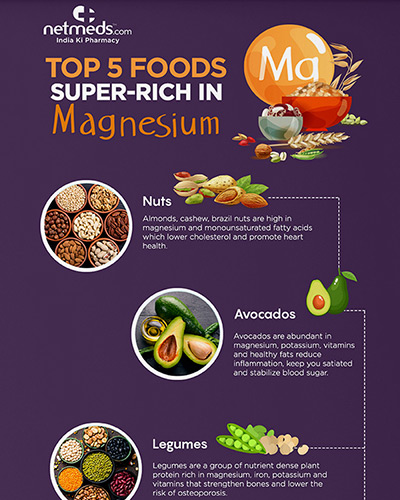 netmeds.com
India Ki Pharmacy
TOP 5 FOODS
SUPER-RICH IN
Magnesium
Mg
Nuts
Almonds, cashew, brazil nuts are high in
magnesium and monounsaturated fatty acids
which lower cholesterol and promote heart
health.
Avocados
Avocados are abundant in
magnesium, potassium, vitamins
and healthy fats reduce
inflammation, keep you satiated
and stabilize blood sugar.
Legumes
Legumes are a group of nutrient dense plant
protein rich in magnesium, iron, potassium and
vitamins that strengthen bones and lower the
risk of osteoporosis.